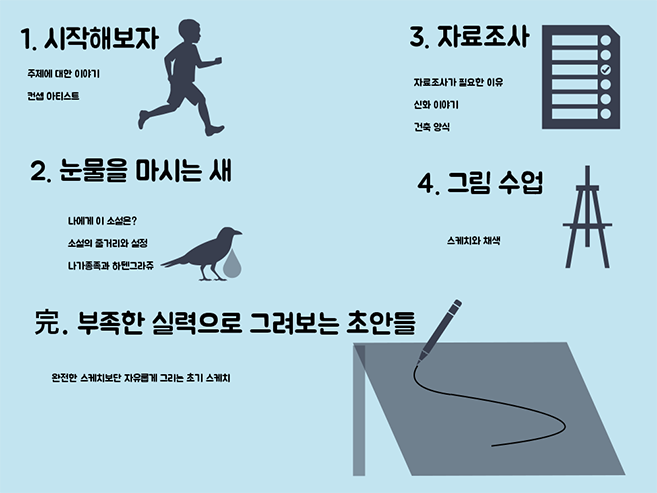 1. 시작해보자
주제에 대한 이야기
컨셉 아티스트
2. 눈물을 마시는 새
나에게 이 소설은?
소설의 줄거리와 설정
나가종족과 하텐그라쥬
3. 자료조사
자료조사가 필요한 이유
신화 이야기
건축 양식
4. 그림 수업
스케치와 채색
完. 부족한 실력으로 그려보는 초안들
완전한 스케치보단 자유롭게 그리는 초기 스케치